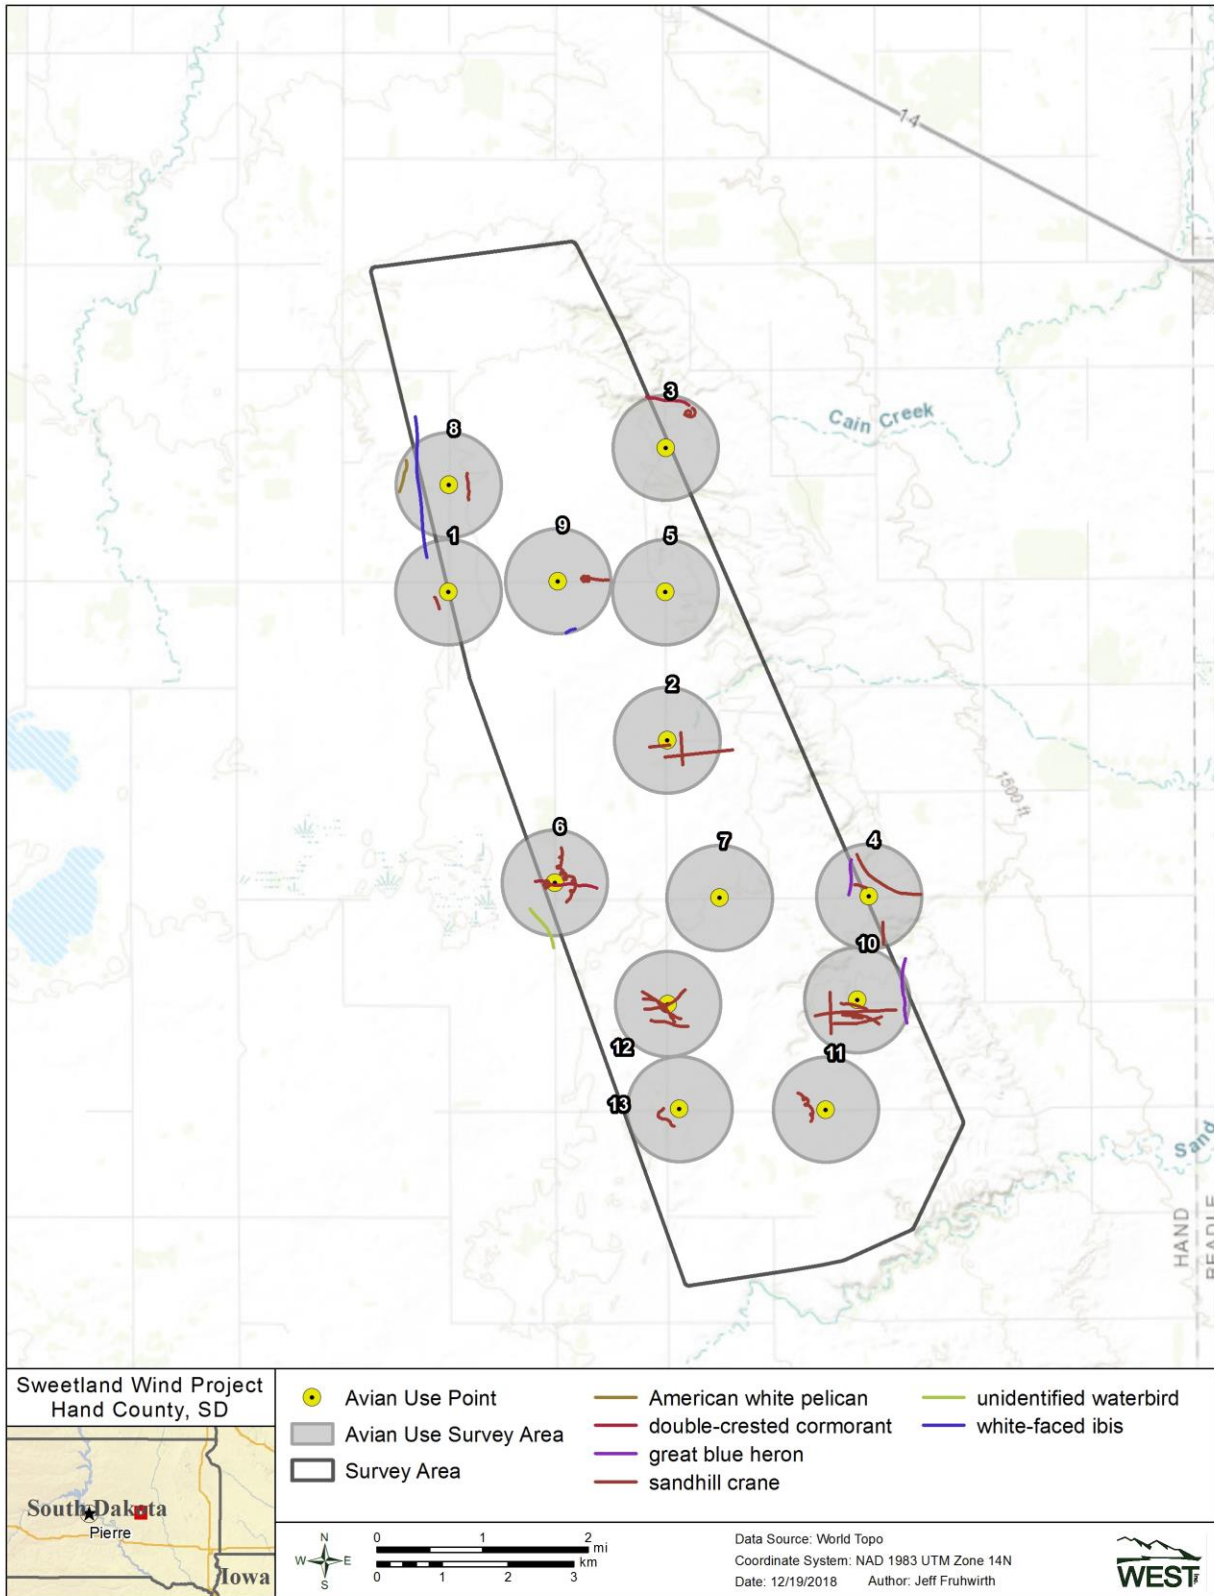 14
3
Cain Creek
8
9
5
1
2
1500 ft
6
7
4
10
12
11
13
Sand
HAND
BEADLE
Sweetland Wind Project
Hand County, SD
South Dakota
Pierre
Iowa
Avian Use Point
Avian Use Survey Area
Survey Area
American white pelican
double-crested cormorant
great blue heron
sandhill crane
unidentified waterbird
white-faced ibis
N
W E
S
0 1 2
mi
km
0 1 2 3
Data Source: World Topo
Coordinate System: NAD 1983 UTM Zone 14N
Date: 12/19/2018 Author: Jeff Fruhwirth
WEST